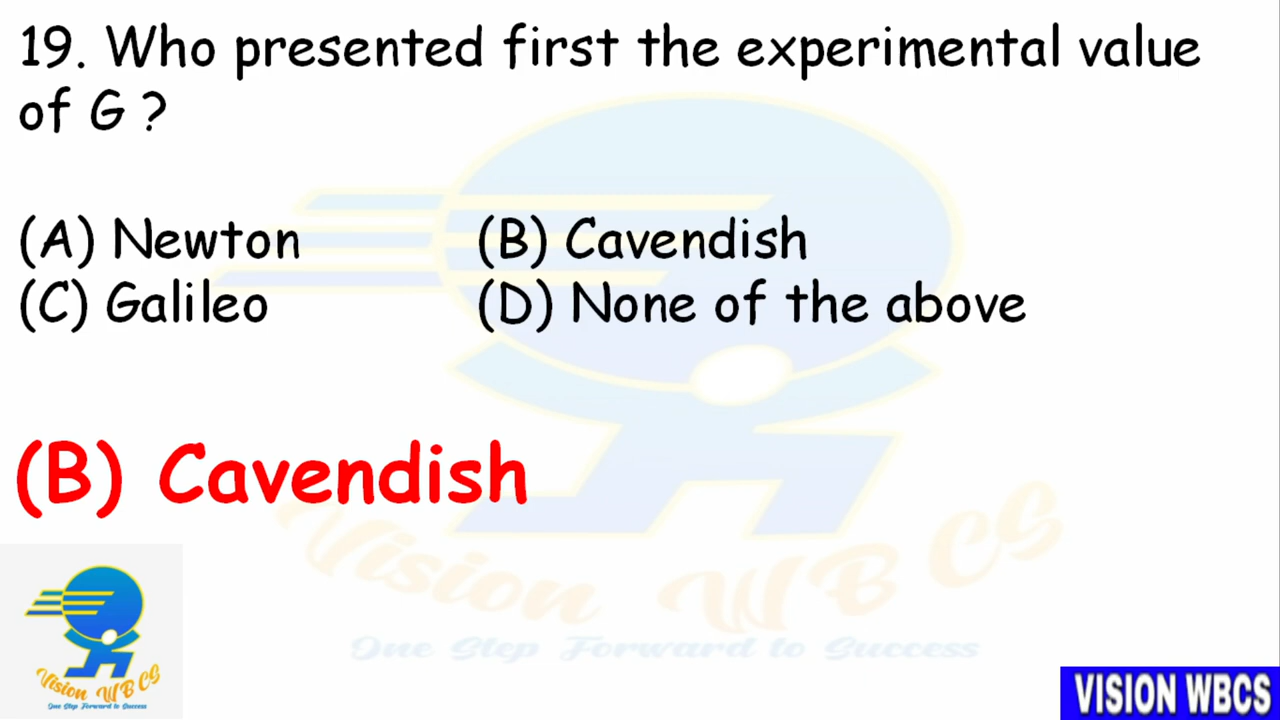 19. Who presented first the experimental value
of G ?
(A) Newton (B) Cavendish
(C) Galileo (D) None of the above
(B) Cavendish
Vision WBCS
One Step Forward to Success
Vision WBCS
One Step Forward to Success
VISION WBCS